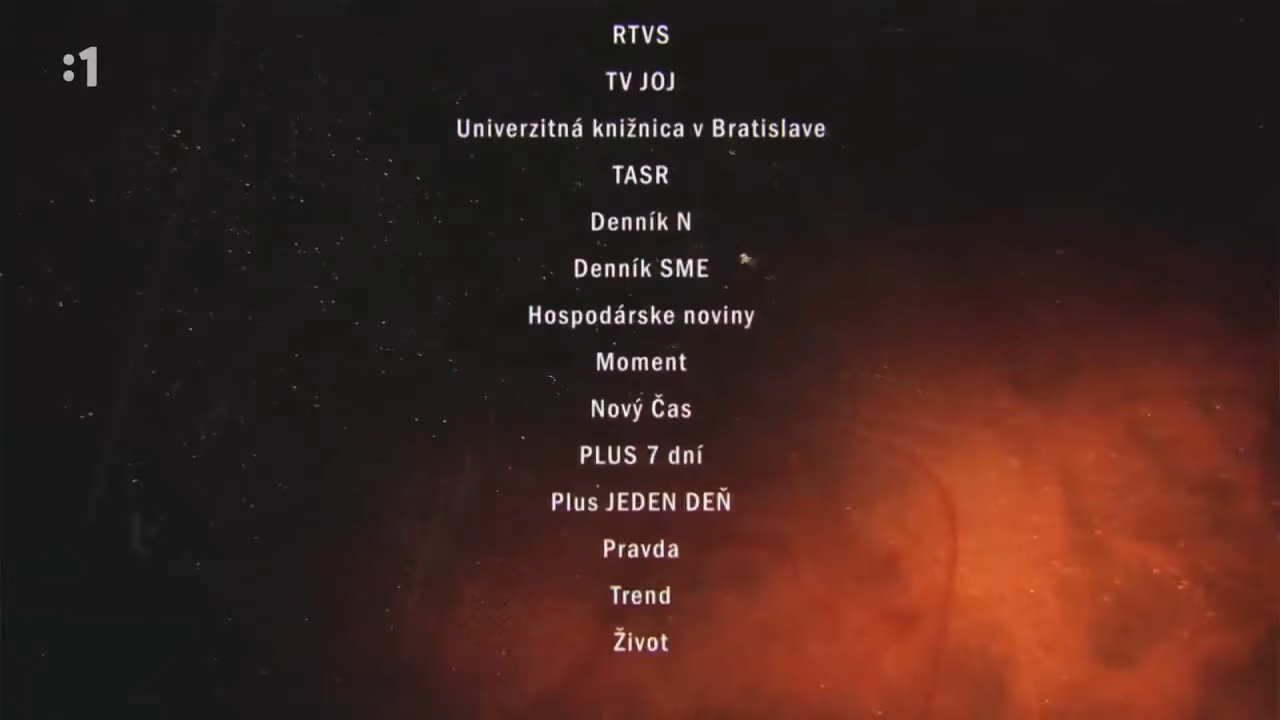 RTVS
:1
TV JOJ
Univerzitná knižnica v Bratislave
TASR
Denník N
Denník SME
Hospodárske noviny
Moment
Nový Čas
PLUS 7 dní
Plus JEDEN DEŇ
Pravda
Trend
Život